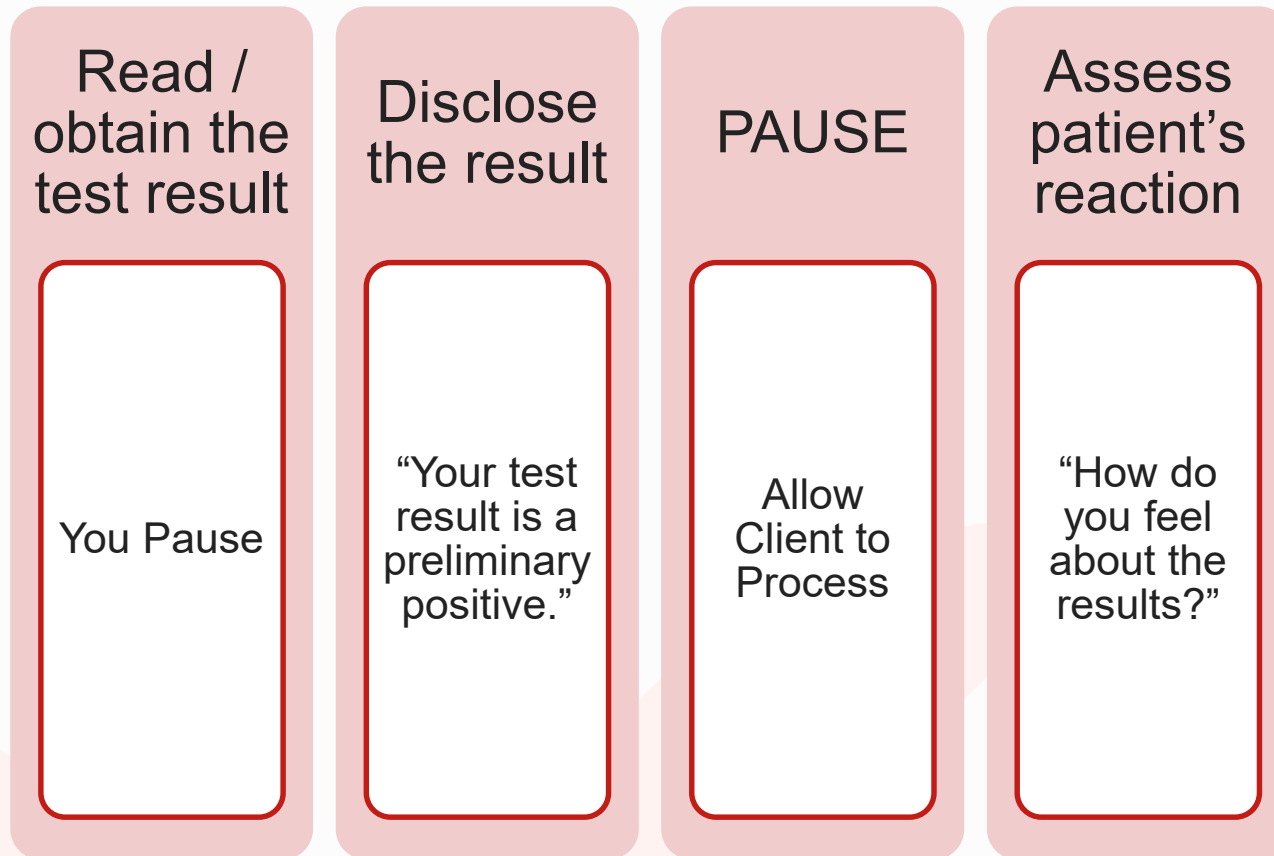 Read /
obtain the
test result
You Pause
Disclose
the result
“Your test
result is a
preliminary
positive.”
PAUSE
Allow
Client to
Process
Assess
patient’s
reaction
“How do
you feel
about the
results?”